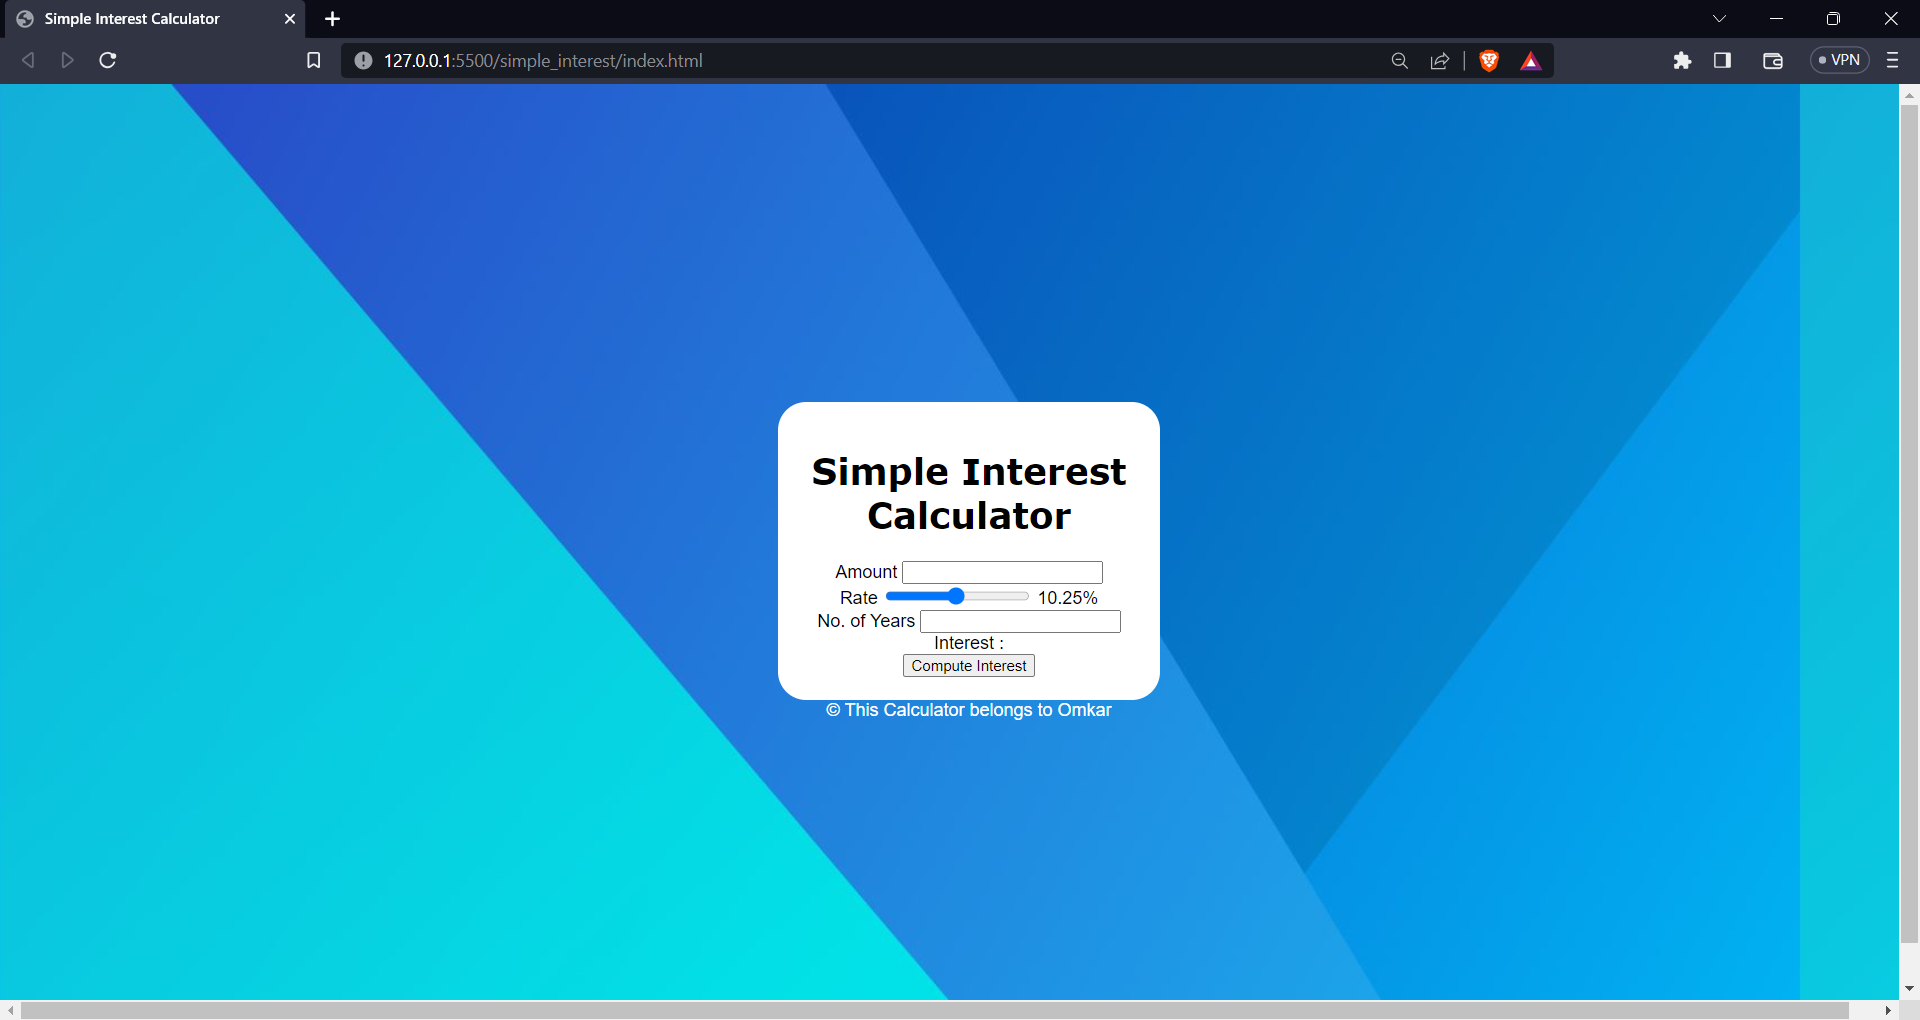 Simple Interest Calculator
127.0.0.1:5500/simple_interest/index.html
VPN
Simple Interest
Calculator
Amount
Rate 10.25%
No. of Years
Interest :
Compute Interest
© This Calculator belongs to Omkar